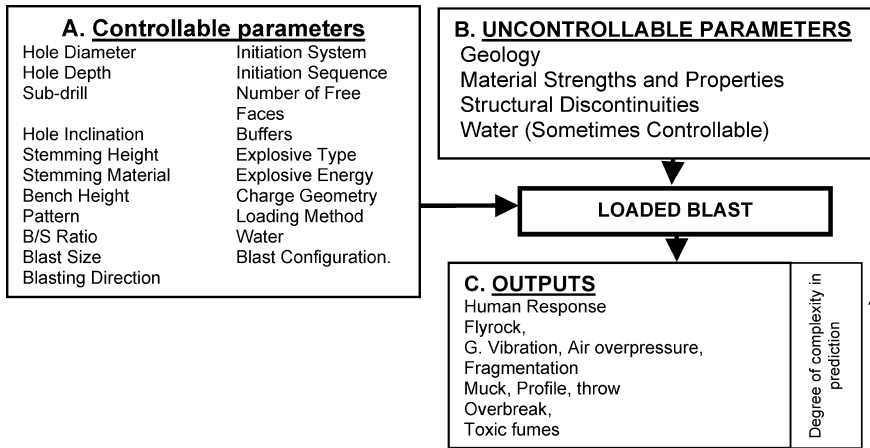 A. Controllable parameters
Hole Diameter
Hole Depth
Sub-drill
Hole Inclination
Stemming Height
Stemming Material
Bench Height
Pattern
B/S Ratio
Blast Size
Blasting Direction
Initiation System
Initiation Sequence
Number of Free
Faces
Buffers
Explosive Type
Explosive Energy
Charge Geometry
Loading Method
Water
Blast Configuration.
B. UNCONTROLLABLE PARAMETERS
Geology
Material Strengths and Properties
Structural Discontinuities
Water (Sometimes Controllable)
LOADED BLAST
C. OUTPUTS
Human Response
Flyrock,
G. Vibration, Air overpressure,
Fragmentation
Muck, Profile, throw
Overbreak,
Toxic fumes
Degree of complexity in
prediction